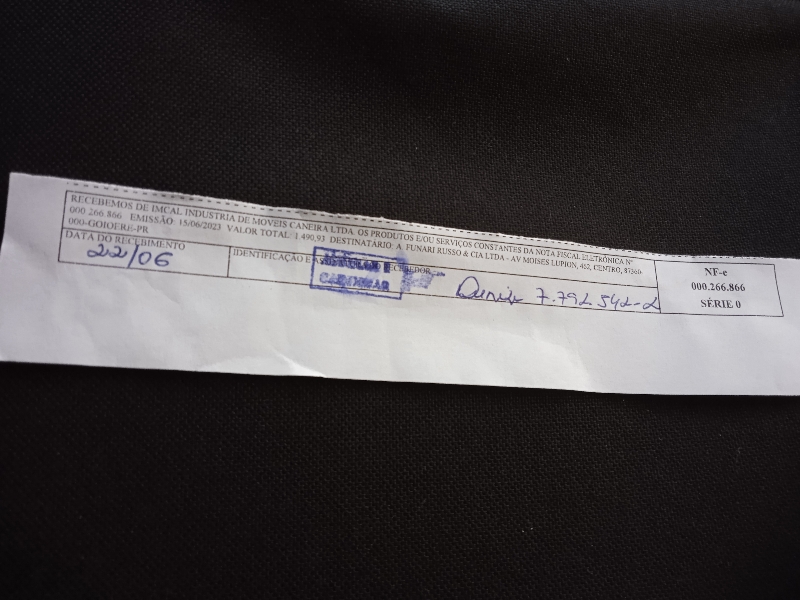 RECEBEMOS DE IMCAL INDUSTRIA DE MOVEIS CANEIRA LTDA OS PRODUTOS E/OU SERVIÇOS CONSTANTES DA NOTA FISCAL ELETRÔNICA Nº
000.266.866 EMISSÃO: 15/06/2023 VALOR TOTAL: 1.490,93 DESTINATÁRIO: A. FUNARI RUSSO & CIA LTDA - AV MOISES LUPION, 452, CENTRO, 87360-
000-GOIOERE-PR
DATA DO RECEBIMENTO
22/06
IDENTIFICAÇÃO E RECEBEDOR
7.792.542-2
NF-e
000.266.866
SÉRIE 0